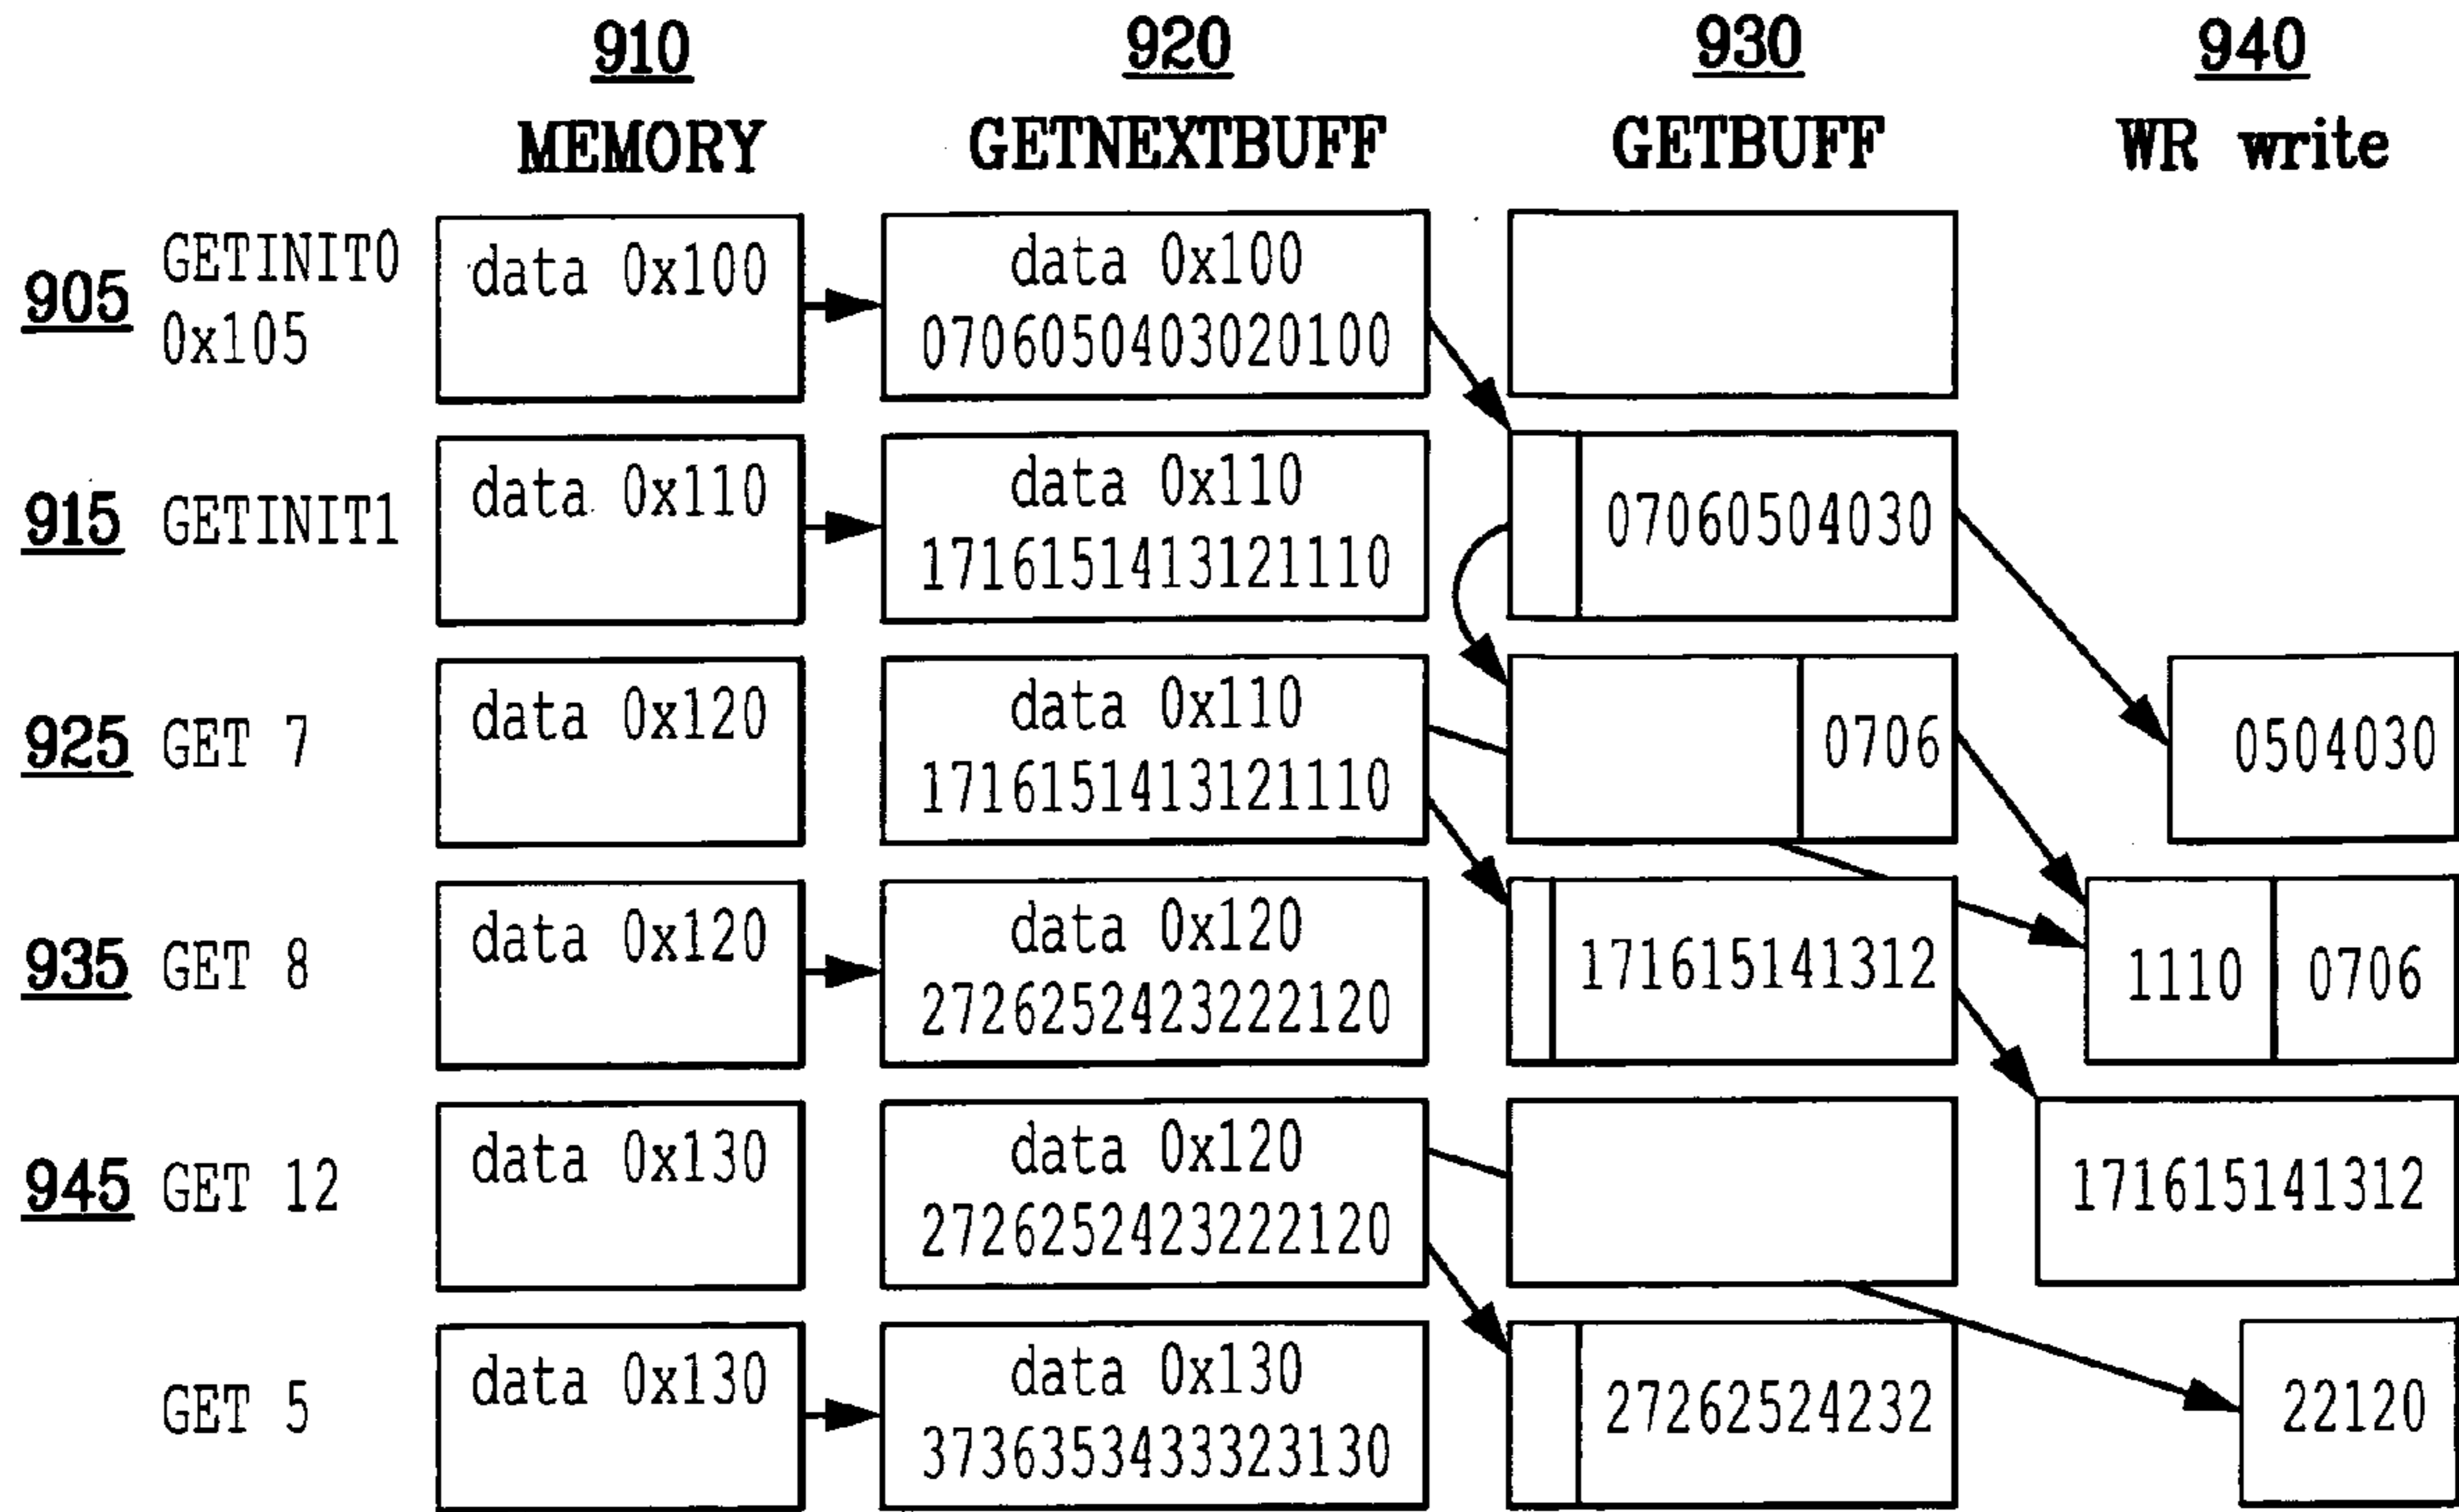 910 920 930 940
MEMORY GETNEXTBUFF GETBUFF WR write
905 GETINIT0 0x105 data 0x100 data 0x100 0706050403020100
915 GETINIT1 data 0x110 data 0x110 1716151413121110 07060504030
925 GET 7 data 0x120 data 0x110 1716151413121110 0706 0504030
935 GET 8 data 0x120 data 0x120 2726252423222120 171615141312 1110 0706
945 GET 12 data 0x130 data 0x120 2726252423222120 171615141312
GET 5 data 0x130 data 0x130 3736353433323130 27262524232 22120